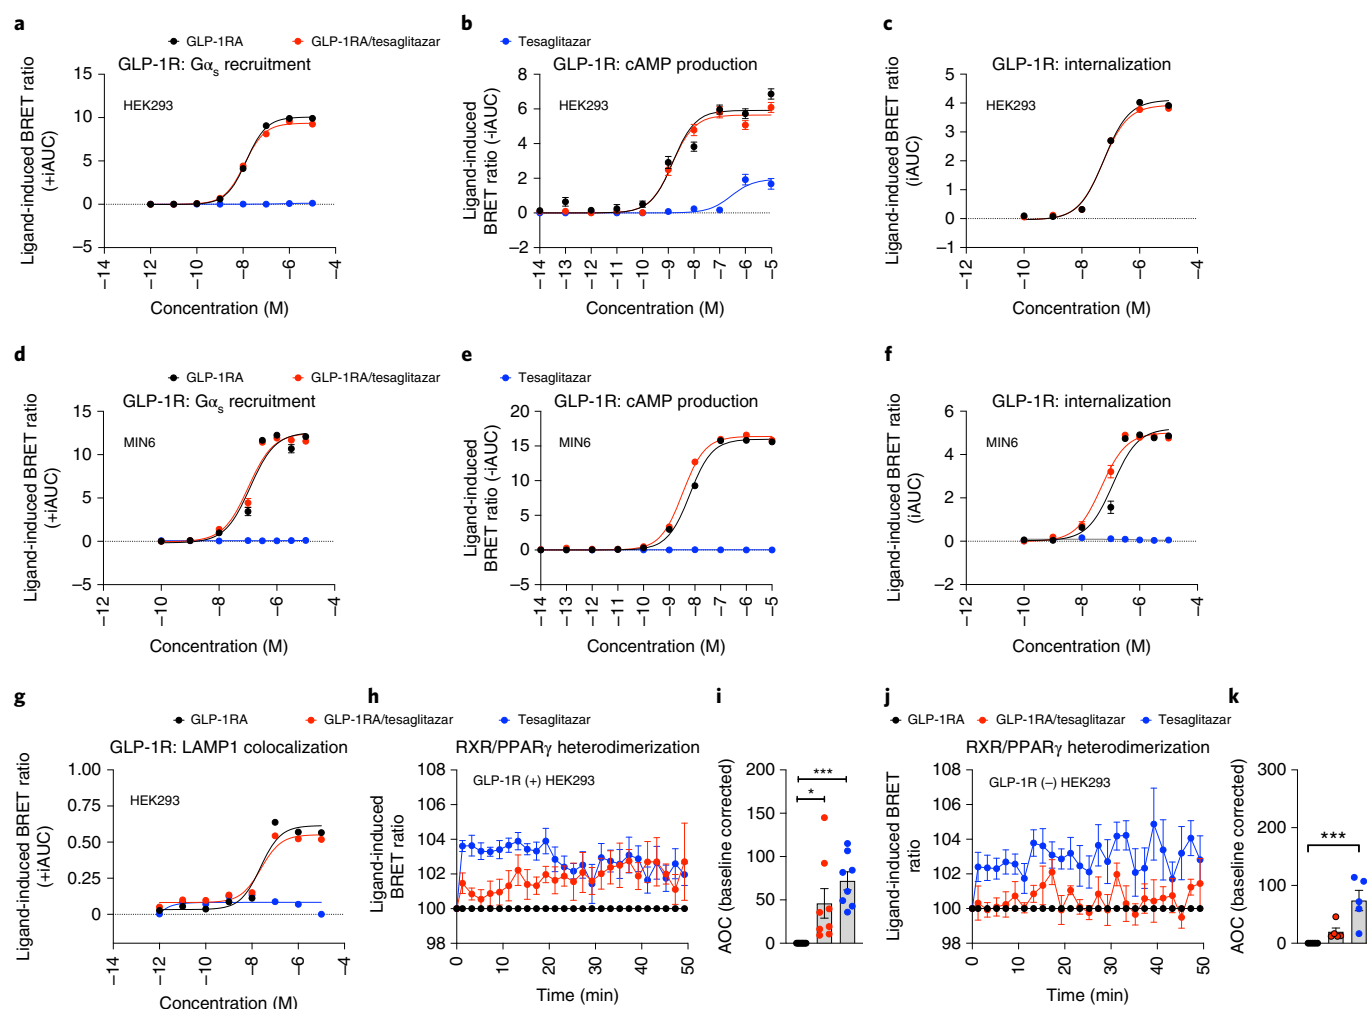 a
b
c
GLP-1RA
GLP-1RA/tesaglitazar
Tesaglitazar
GLP-1R: Gαs recruitment
HEK293
Ligand-induced BRET ratio
(+iAUC)
15
10
5
0
−5
−14
−12
−10
−8
−6
−4
Concentration (M)
GLP-1R: cAMP production
HEK293
Ligand-induced
BRET ratio (-iAUC)
8
6
4
2
0
−2
−14
−13
−12
−11
−10
−9
−8
−7
−6
−5
Concentration (M)
GLP-1R: internalization
HEK293
Ligand-induced BRET ratio
(iAUC)
5
4
3
2
1
0
−1
−12
−10
−8
−6
−4
Concentration (M)
d
e
f
GLP-1RA
GLP-1RA/tesaglitazar
Tesaglitazar
GLP-1R: Gαs recruitment
MIN6
Ligand-induced BRET ratio
(+iAUC)
15
10
5
0
−5
−12
−10
−8
−6
−4
Concentration (M)
GLP-1R: cAMP production
MIN6
Ligand-induced
BRET ratio (-iAUC)
20
15
10
5
0
−5
−14
−13
−12
−11
−10
−9
−8
−7
−6
−5
Concentration (M)
GLP-1R: internalization
MIN6
Ligand-induced BRET ratio
(iAUC)
6
4
2
0
−2
−12
−10
−8
−6
−4
Concentration (M)
g
h
i
j
k
GLP-1RA
GLP-1RA/tesaglitazar
Tesaglitazar
GLP-1RA
GLP-1RA/tesaglitazar
Tesaglitazar
GLP-1R: LAMP1 colocalization
HEK293
Ligand-induced BRET ratio
(+iAUC)
1.00
0.75
0.50
0.25
0
−14
−12
−10
−8
−6
−4
Concentration (M)
RXR/PPARγ heterodimerization
GLP-1R (+) HEK293
Ligand-induced
BRET ratio
108
106
104
102
100
98
0
10
20
30
40
50
Time (min)
AOC (baseline corrected)
200
150
100
50
0
***
*
RXR/PPARγ heterodimerization
GLP-1R (−) HEK293
Ligand-induced BRET
ratio
108
106
104
102
100
98
0
10
20
30
40
50
Time (min)
AOC (baseline corrected)
300
200
100
0
***